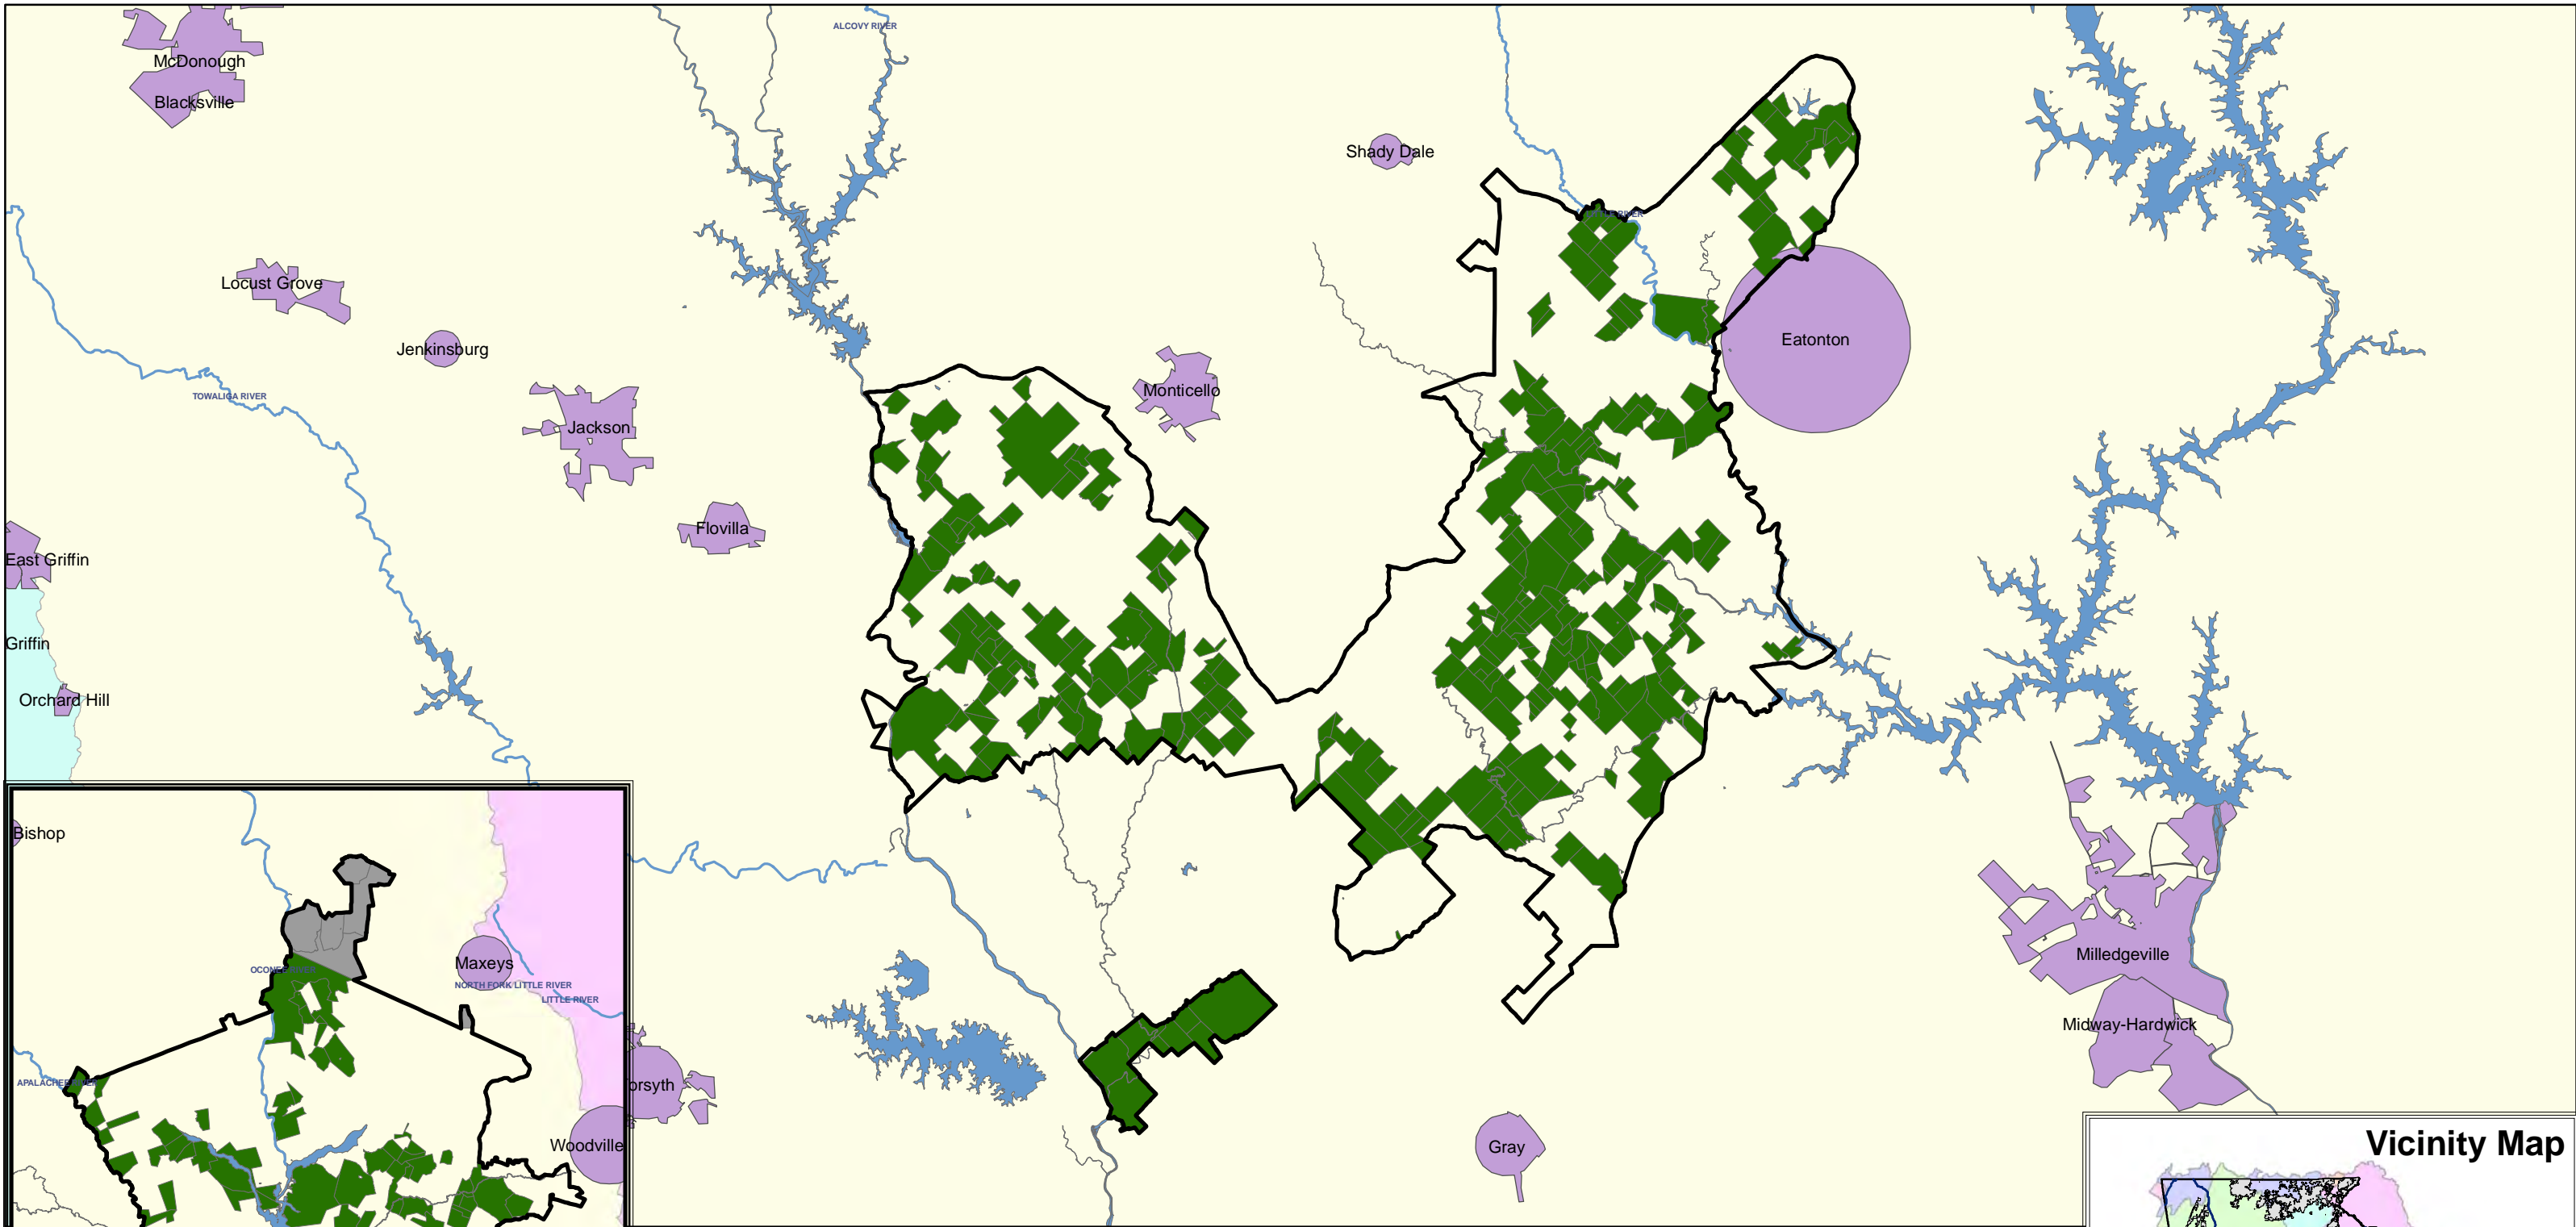 ALCOVY RIVER
McDonough
Blacksville
Shady Dale
Locust Grove
Jenkinsburg
Eatonton
TOWALIGA RIVER
Monticello
Jackson
Flovilla
East Griffin
Griffin
Orchard Hill
Bishop
Maxeys
NORTH FORK LITTLE RIVER
LITTLE RIVER
Woodville
orsyth
Gray
Milledgeville
Midway-Hardwick
Vicinity Map